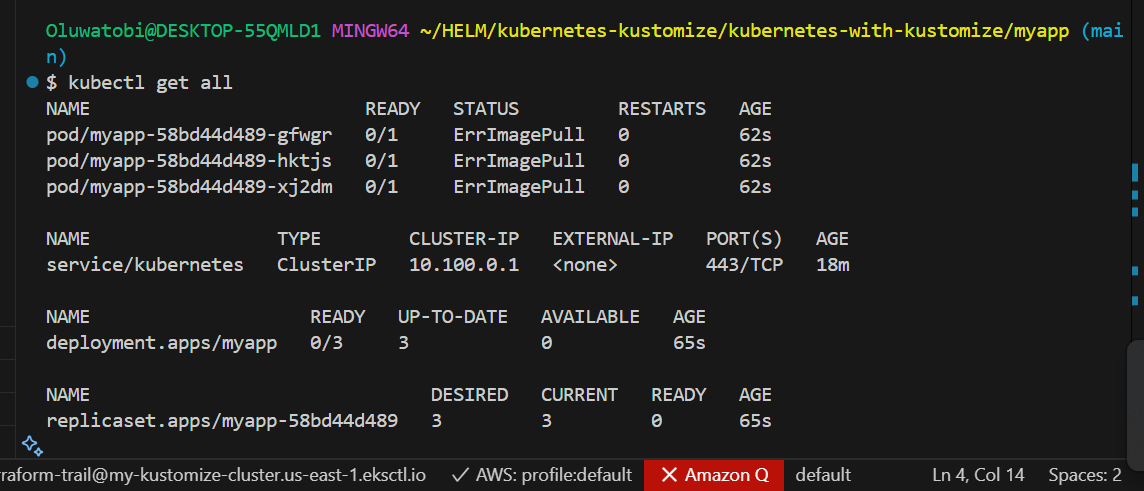 Oluwatobi@DESKTOP-55QMLD1 MINGW64 ~/HELM/kubernetes-kustomize/kubernetes-with-kustomize/myapp (mai
n)
$ kubectl get all
NAME READY STATUS RESTARTS AGE
pod/myapp-58bd44d489-gfwgr 0/1 ErrImagePull 0 62s
pod/myapp-58bd44d489-hktjs 0/1 ErrImagePull 0 62s
pod/myapp-58bd44d489-xj2dm 0/1 ErrImagePull 0 62s
NAME TYPE CLUSTER-IP EXTERNAL-IP PORT(S) AGE
service/kubernetes ClusterIP 10.100.0.1 <none> 443/TCP 18m
NAME READY UP-TO-DATE AVAILABLE AGE
deployment.apps/myapp 0/3 3 0 65s
NAME DESIRED CURRENT READY AGE
replicaset.apps/myapp-58bd44d489 3 3 0 65s
raform-trail@my-kustomize-cluster.us-east-1.eksctl.io AWS: profile:default Amazon Q default Ln 4, Col 14 Spaces: 2